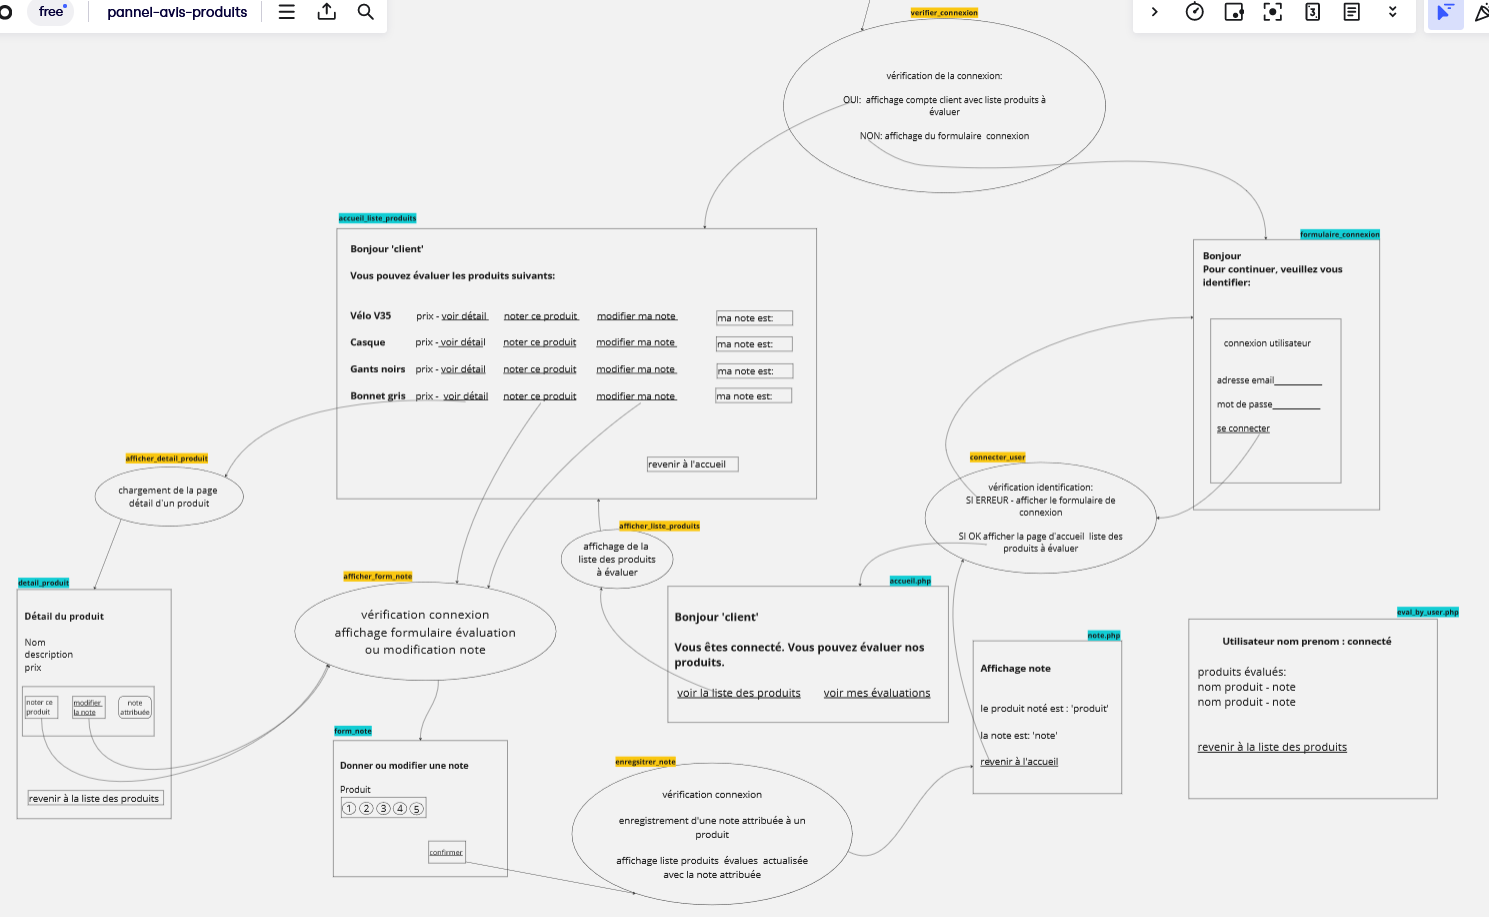 free
pannel-avis-produits
verifier_connexion
vérification de la connexion:
OUI: affichage compte client avec liste produits à
évaluer
NON: affichage du formulaire connexion
accueil_liste_produits
Bonjour 'client'
Vous pouvez évaluer les produits suivants:
Vélo V35 prix - voir détail noter ce produit modifier ma note ma note est:
Casque prix - voir détail noter ce produit modifier ma note ma note est:
Gants noirs prix - voir détail noter ce produit modifier ma note ma note est:
Bonnet gris prix - voir détail noter ce produit modifier ma note ma note est:
revenir à l'accueil
formulaire_connexion
Bonjour
Pour continuer, veuillez vous
identifier:
connexion utilisateur
adresse email
mot de passe
se connecter
afficher_detail_produit
chargement de la page
détail d'un produit
connecter_user
vérification identification:
SI ERREUR - afficher le formulaire de
connexion
SI OK afficher la page d'accueil liste des
produits à évaluer
afficher_liste_produits
affichage de la
liste des produits
à évaluer
detail_produit
Détail du produit
Nom
description
prix
noter ce
produit
modifier
la note
note
attribuée
revenir à la liste des produits
afficher_form_note
vérification connexion
affichage formulaire évaluation
ou modification note
accueil.php
Bonjour 'client'
Vous êtes connecté. Vous pouvez évaluer nos
produits.
voir la liste des produits voir mes évaluations
note.php
Affichage note
le produit noté est : 'produit'
la note est: 'note'
revenir à l'accueil
eval_by_user.php
Utilisateur nom prenom : connecté
produits évalués:
nom produit - note
nom produit - note
revenir à la liste des produits
form_note
Donner ou modifier une note
Produit
1 2 3 4 5
confirmer
enregsitrer_note
vérification connexion
enregistrement d'une note attribuée à un
produit
affichage liste produits évalues actualisée
avec la note attribuée